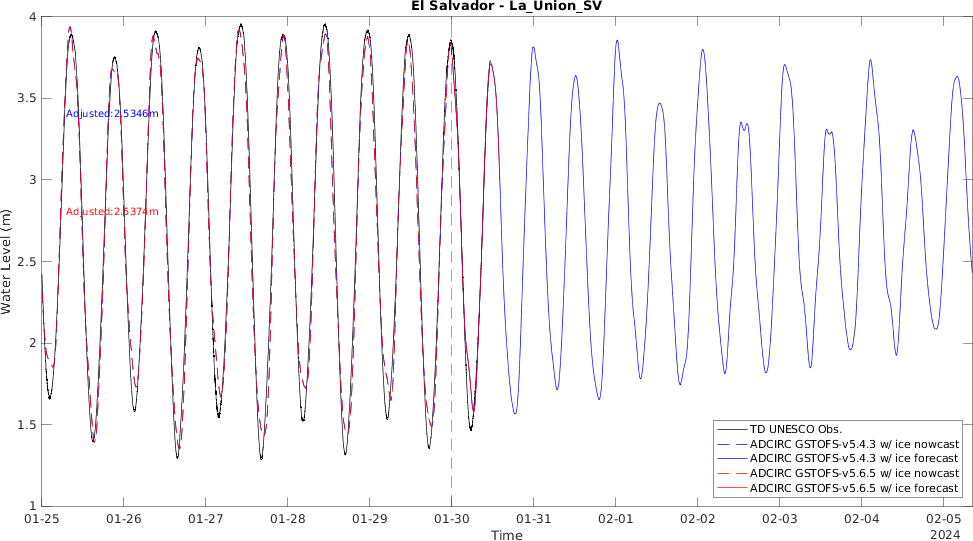 El Salvador - La_Union_SV
4
3.5
3
2.5
2
1.5
1
Water Level (m)
Adjusted:2.5346m
Adjusted:2.5374m
TD UNESCO Obs.
ADCIRC GSTOFS-v5.4.3 w/ ice nowcast
ADCIRC GSTOFS-v5.4.3 w/ ice forecast
ADCIRC GSTOFS-v5.6.5 w/ ice nowcast
ADCIRC GSTOFS-v5.6.5 w/ ice forecast
01-25 01-26 01-27 01-28 01-29 01-30 01-31 02-01 02-02 02-03 02-04 02-05
Time
2024